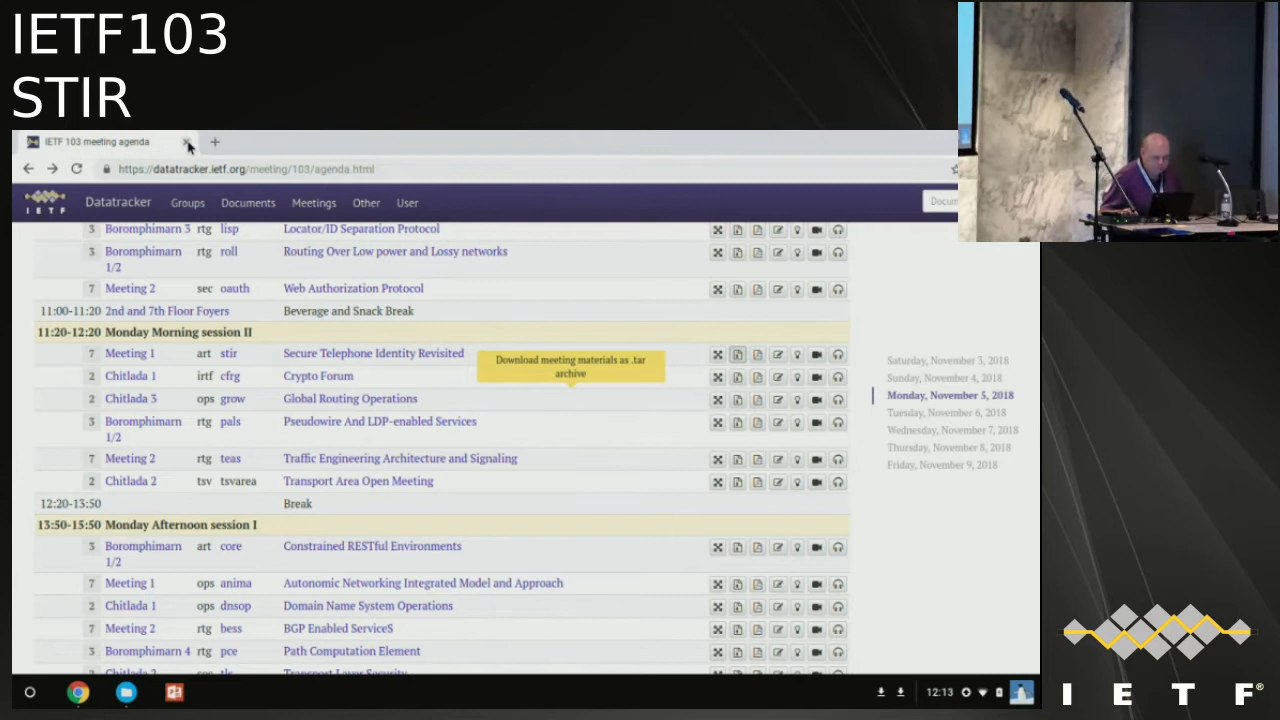 IETF103
STIR
IETF 103 meeting agenda
https://datatracker.ietf.org/meeting/103/agenda.html
IETF
Datatracker Groups Documents Meetings Other User
Docum
3 Boromphimarn 3 rtg lisp Locator/ID Separation Protocol
3 Boromphimarn 1/2 rtg roll Routing Over Low power and Lossy networks
7 Meeting 2 sec oauth Web Authorization Protocol
11:00-11:20 2nd and 7th Floor Foyers Beverage and Snack Break
11:20-12:20 Monday Morning session II
7 Meeting 1 art stir Secure Telephone Identity Revisited
Download meeting materials as .tar
archive
2 Chitlada 1 irtf cfrg Crypto Forum
2 Chitlada 3 ops grow Global Routing Operations
3 Boromphimarn 1/2 rtg pals Pseudowire And LDP-enabled Services
7 Meeting 2 rtg teas Traffic Engineering Architecture and Signaling
2 Chitlada 2 tsv tsvarea Transport Area Open Meeting
12:20-13:50 Break
13:50-15:50 Monday Afternoon session I
3 Boromphimarn 1/2 art core Constrained RESTful Environments
7 Meeting 1 ops anima Autonomic Networking Integrated Model and Approach
2 Chitlada 1 ops dnsop Domain Name System Operations
7 Meeting 2 rtg bess BGP Enabled ServiceS
3 Boromphimarn 4 rtg pce Path Computation Element
Chitlada 2 sec tls Transport Layer Security
Saturday, November 3, 2018
Sunday, November 4, 2018
Monday, November 5, 2018
Tuesday, November 6, 2018
Wednesday, November 7, 2018
Thursday, November 8, 2018
Friday, November 9, 2018
12:13
I E T F®